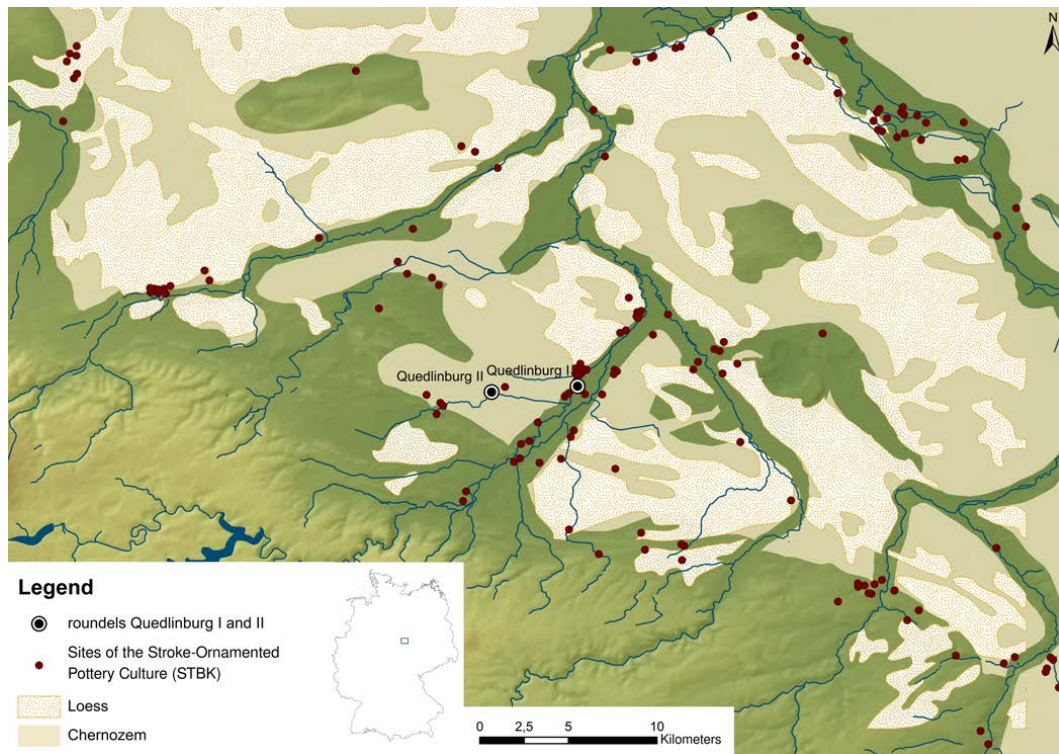 N
Quedlinburg I
Quedlinburg II
Legend
roundels Quedlinburg I and II
Sites of the Stroke-Ornamented
Pottery Culture (STBK)
Loess
Chernozem
0 2,5 5 10
Kilometers